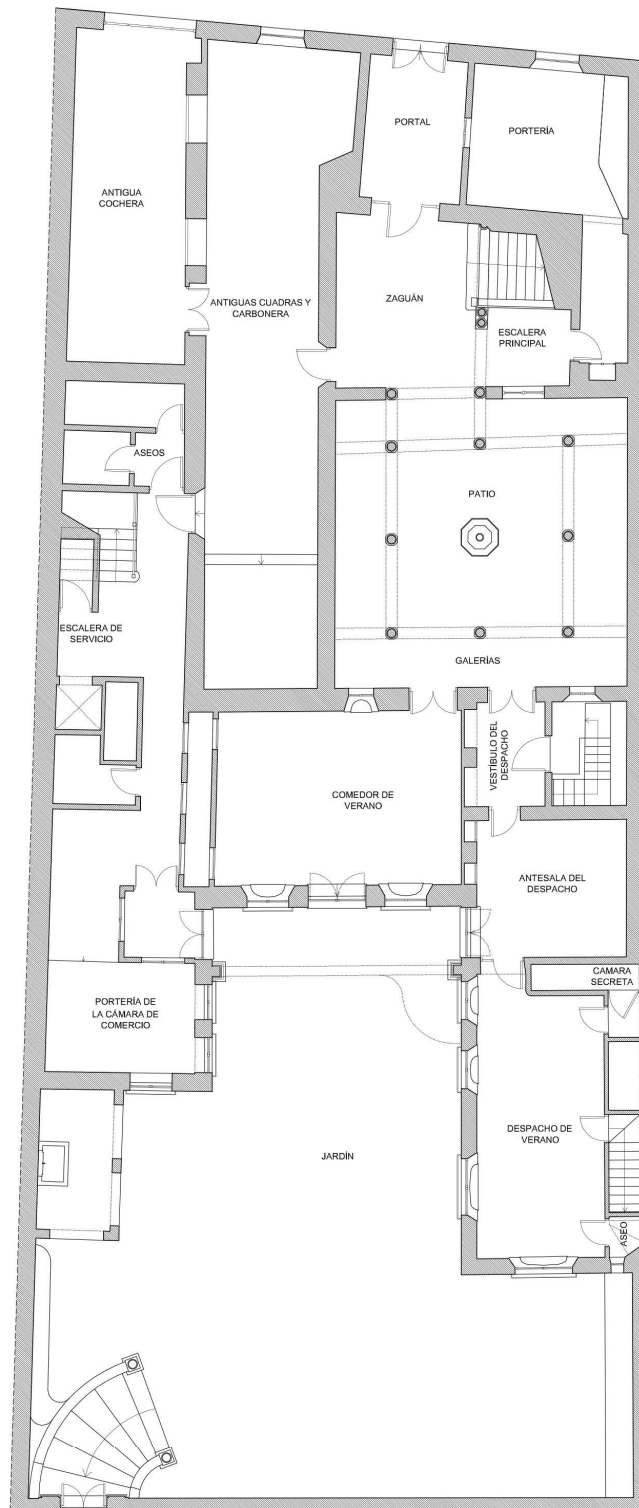 PORTAL
PORTERÍA
ANTIGUA
COCHERA
ANTIGUAS CUADRAS Y
CARBONERA
ZAGUÁN
ESCALERA
PRINCIPAL
ASEOS
PATIO
ESCALERA DE
SERVICIO
GALERÍAS
VESTÍBULO DEL
DESPACHO
COMEDOR DE
VERANO
ANTESALA DEL
DESPACHO
CAMARA
SECRETA
PORTERÍA DE
LA CÁMARA DE
COMERCIO
DESPACHO DE
VERANO
JARDÍN
ASEO